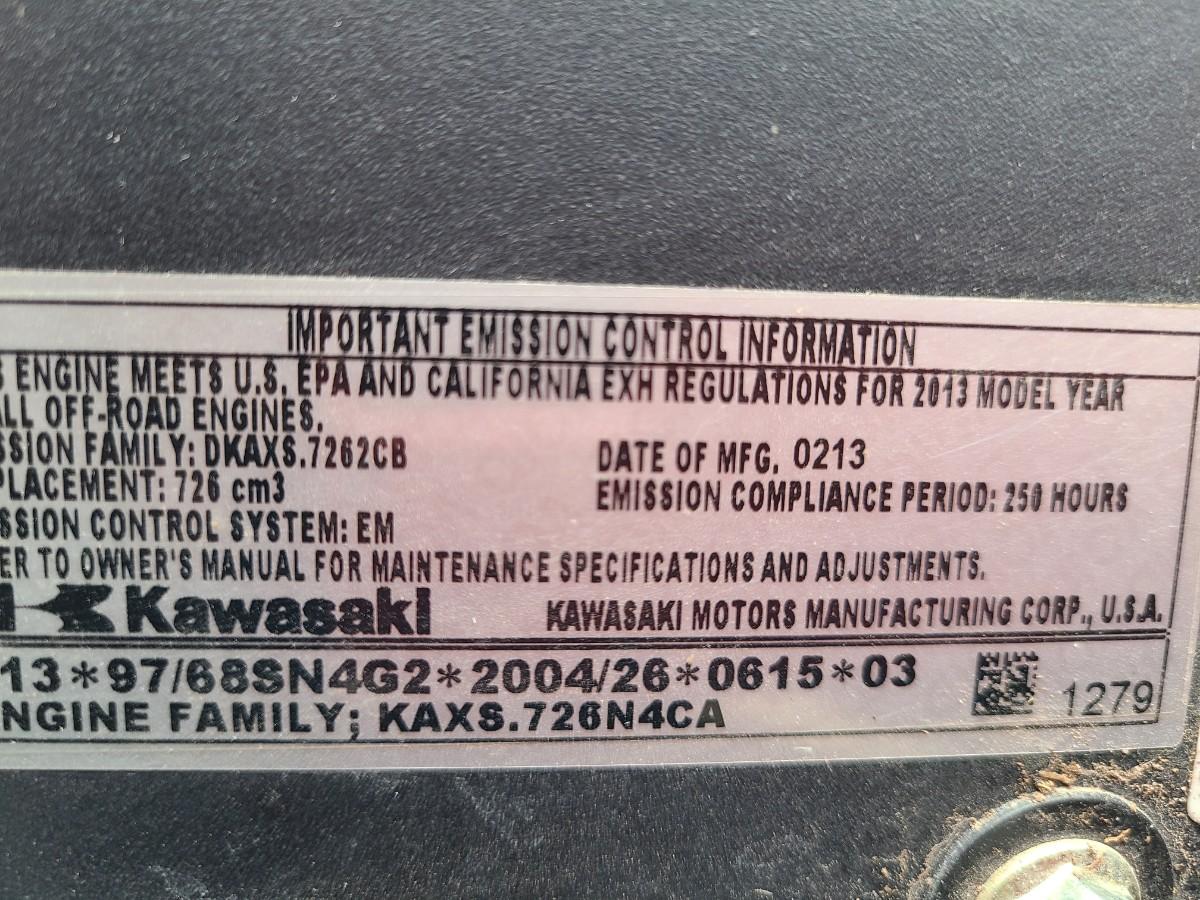 IMPORTANT EMISSION CONTROL INFORMATION
S ENGINE MEETS U.S. EPA AND CALIFORNIA EXH REGULATIONS FOR 2013 MODEL YEAR
ALL OFF-ROAD ENGINES.
SSION FAMILY: DKAXS.7262CB
DATE OF MFG. 0213
PLACEMENT: 726 cm3
EMISSION COMPLIANCE PERIOD: 250 HOURS
SSION CONTROL SYSTEM: EM
ER TO OWNER'S MANUAL FOR MAINTENANCE SPECIFICATIONS AND ADJUSTMENTS.
Kawasaki
KAWASAKI MOTORS MANUFACTURING CORP., U.S.A.
13*97/68SN4G2*2004/26*0615*03
NGINE FAMILY; KAXS.726N4CA
1279